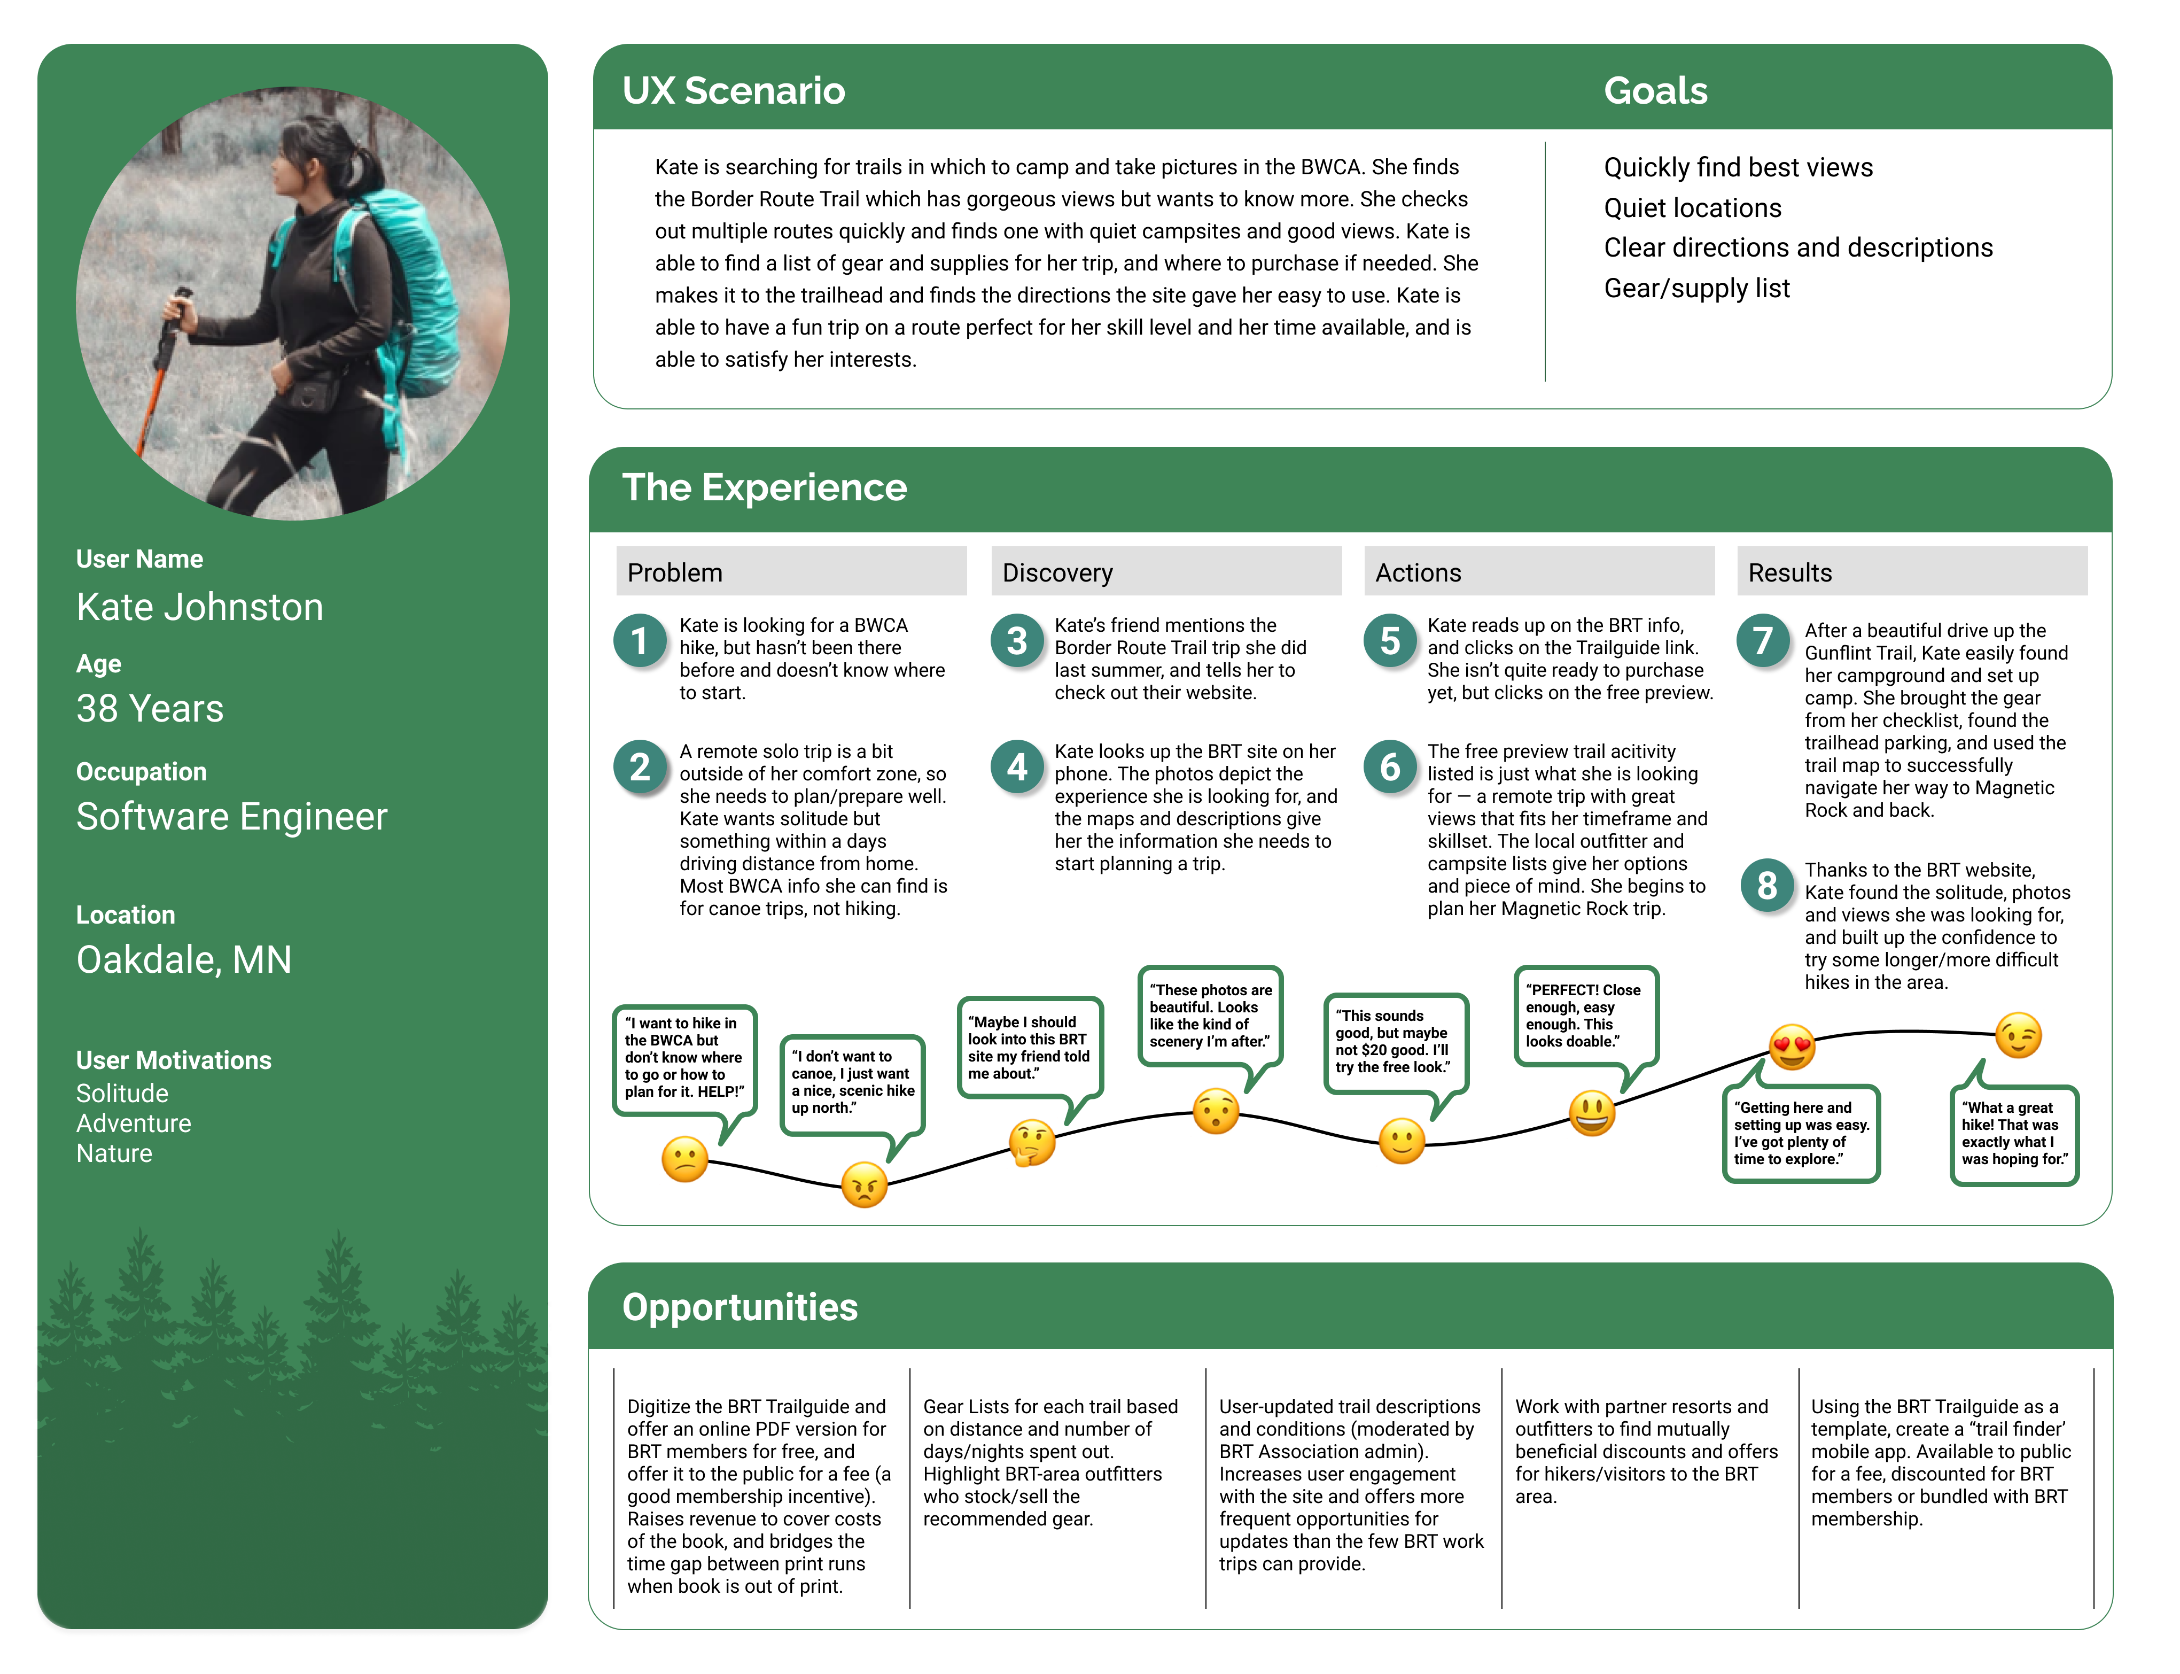 User Name
Kate Johnston
Age
38 Years
Occupation
Software Engineer
Location
Oakdale, MN
User Motivations
Solitude
Adventure
Nature
UX Scenario
Kate is searching for trails in which to camp and take pictures in the BWCA. She finds
the Border Route Trail which has gorgeous views but wants to know more. She checks
out multiple routes quickly and finds one with quiet campsites and good views. Kate is
able to find a list of gear and supplies for her trip, and where to purchase if needed. She
makes it to the trailhead and finds the directions the site gave her easy to use. Kate is
able to have a fun trip on a route perfect for her skill level and her time available, and is
able to satisfy her interests.
Goals
Quickly find best views
Quiet locations
Clear directions and descriptions
Gear/supply list
The Experience
Problem
1
Kate is looking for a BWCA
hike, but hasn’t been there
before and doesn’t know where
to start.
2
A remote solo trip is a bit
outside of her comfort zone, so
she needs to plan/prepare well.
Kate wants solitude but
something within a days
driving distance from home.
Most BWCA info she can find is
for canoe trips, not hiking.
Discovery
3
Kate’s friend mentions the
Border Route Trail trip she did
last summer, and tells her to
check out their website.
4
Kate looks up the BRT site on her
phone. The photos depict the
experience she is looking for, and
the maps and descriptions give
her the information she needs to
start planning a trip.
Actions
5
Kate reads up on the BRT info,
and clicks on the Trailguide link.
She isn’t quite ready to purchase
yet, but clicks on the free preview.
6
The free preview trail acitivity
listed is just what she is looking
for — a remote trip with great
views that fits her timeframe and
skillset. The local outfitter and
campsite lists give her options
and piece of mind. She begins to
plan her Magnetic Rock trip.
Results
7
After a beautiful drive up the
Gunflint Trail, Kate easily found
her campground and set up
camp. She brought the gear
from her checklist, found the
trailhead parking, and used the
trail map to successfully
navigate her way to Magnetic
Rock and back.
8
Thanks to the BRT website,
Kate found the solitude, photos
and views she was looking for,
and built up the confidence to
try some longer/more difficult
hikes in the area.
“I want to hike in
the BWCA but
don’t know where
to go or how to
plan for it. HELP!”
“I don’t want to
canoe, I just want
a nice, scenic hike
up north.”
“Maybe I should
look into this BRT
site my friend told
me about.”
“These photos are
beautiful. Looks
like the kind of
scenery I’m after.”
“This sounds
good, but maybe
not $20 good. I’ll
try the free look.”
“PERFECT! Close
enough, easy
enough. This
looks doable.”
“Getting here and
setting up was easy.
I’ve got plenty of
time to explore.”
“What a great
hike! That was
exactly what I
was hoping for.”
Opportunities
Digitize the BRT Trailguide and
offer an online PDF version for
BRT members for free, and
offer it to the public for a fee (a
good membership incentive).
Raises revenue to cover costs
of the book, and bridges the
time gap between print runs
when book is out of print.
Gear Lists for each trail based
on distance and number of
days/nights spent out.
Highlight BRT-area outfitters
who stock/sell the
recommended gear.
User-updated trail descriptions
and conditions (moderated by
BRT Association admin).
Increases user engagement
with the site and offers more
frequent opportunities for
updates than the few BRT work
trips can provide.
Work with partner resorts and
outfitters to find mutually
beneficial discounts and offers
for hikers/visitors to the BRT
area.
Using the BRT Trailguide as a
template, create a “trail finder’
mobile app. Available to public
for a fee, discounted for BRT
members or bundled with BRT
membership.